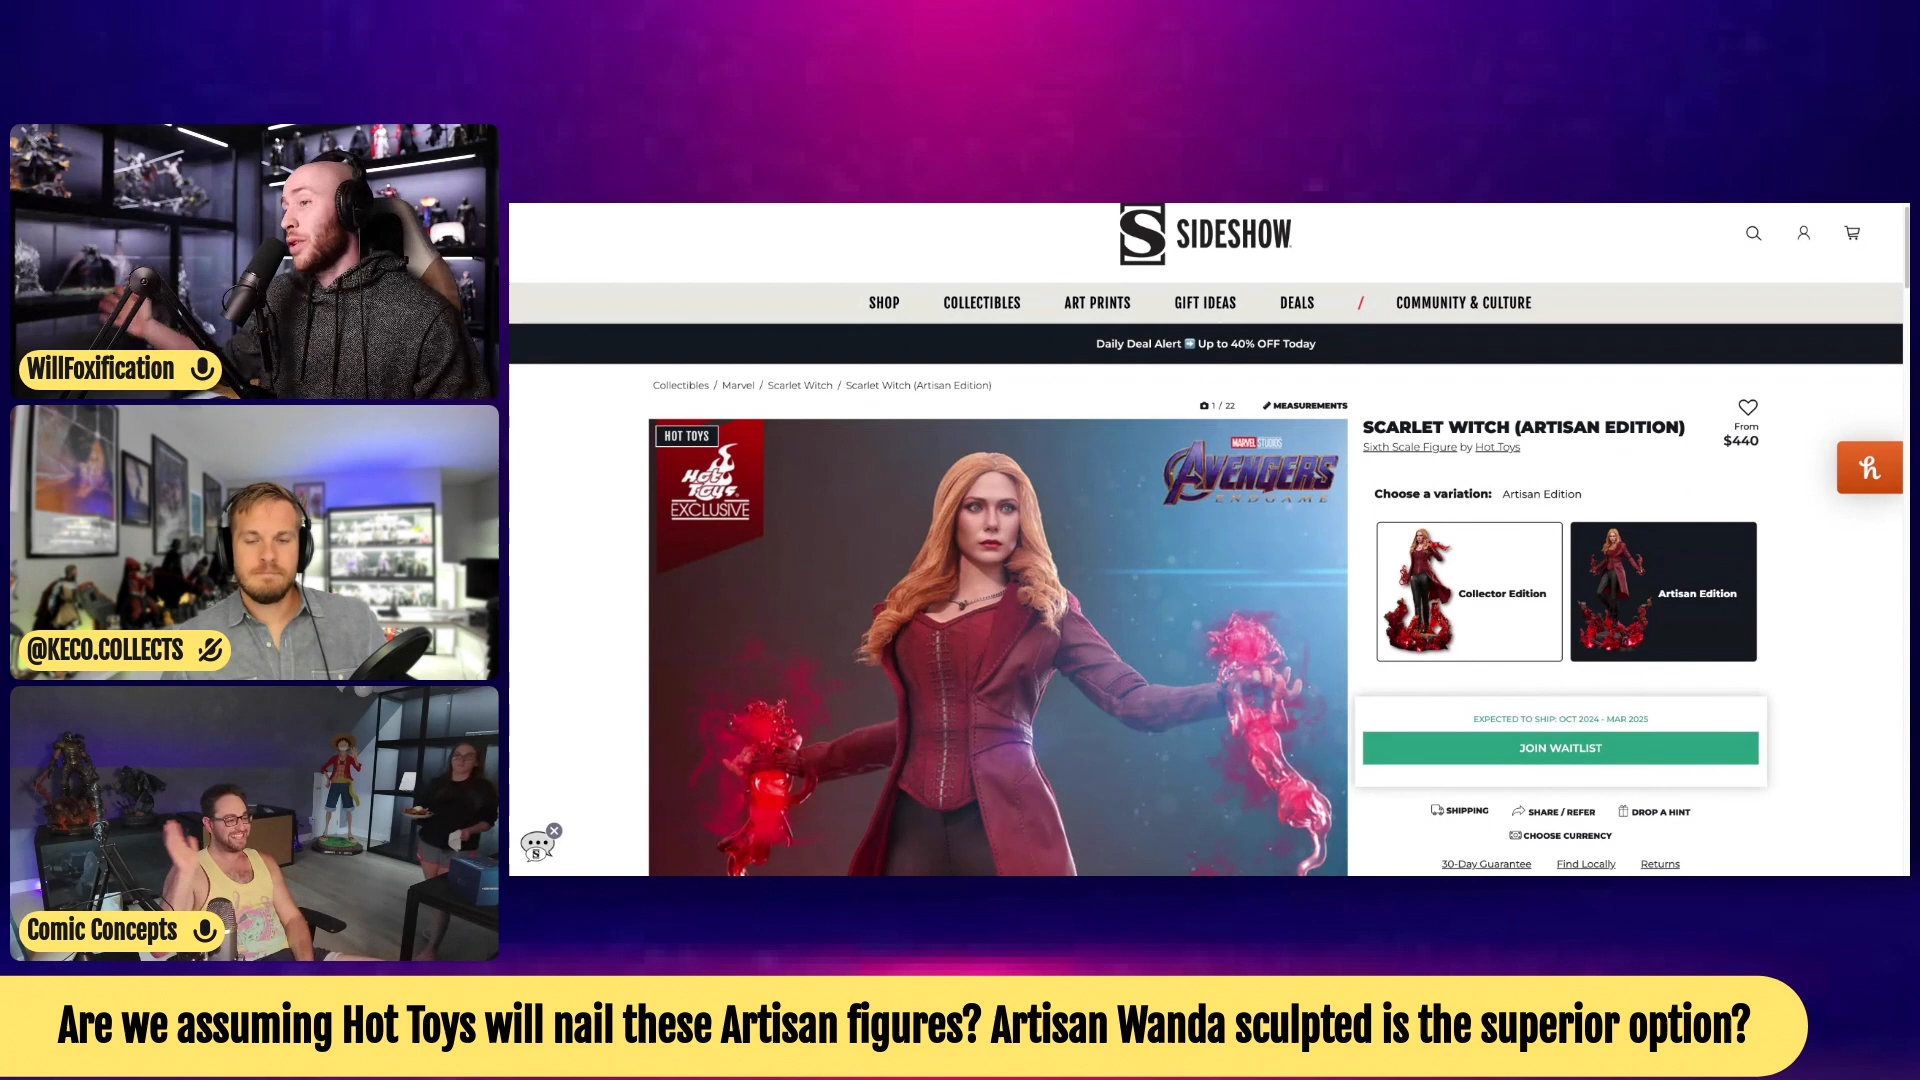 WillFoxification
@KECO.COLLECTS
Comic Concepts
S SIDESHOW
SHOP COLLECTIBLES ART PRINTS GIFT IDEAS DEALS / COMMUNITY & CULTURE
Daily Deal Alert ➡️ Up to 40% OFF Today
Collectibles / Marvel / Scarlet Witch / Scarlet Witch (Artisan Edition)
1 / 22 MEASUREMENTS
HOT TOYS
Hot Toys
EXCLUSIVE
MARVEL STUDIOS
AVENGERS
ENDGAME
SCARLET WITCH (ARTISAN EDITION)
Sixth Scale Figure by Hot Toys
From
$440
Choose a variation: Artisan Edition
Collector Edition
Artisan Edition
EXPECTED TO SHIP: OCT 2024 - MAR 2025
JOIN WAITLIST
SHIPPING SHARE / REFER DROP A HINT
CHOOSE CURRENCY
30-Day Guarantee Find Locally Returns
h
S
Are we assuming Hot Toys will nail these Artisan figures? Artisan Wanda sculpted is the superior option?